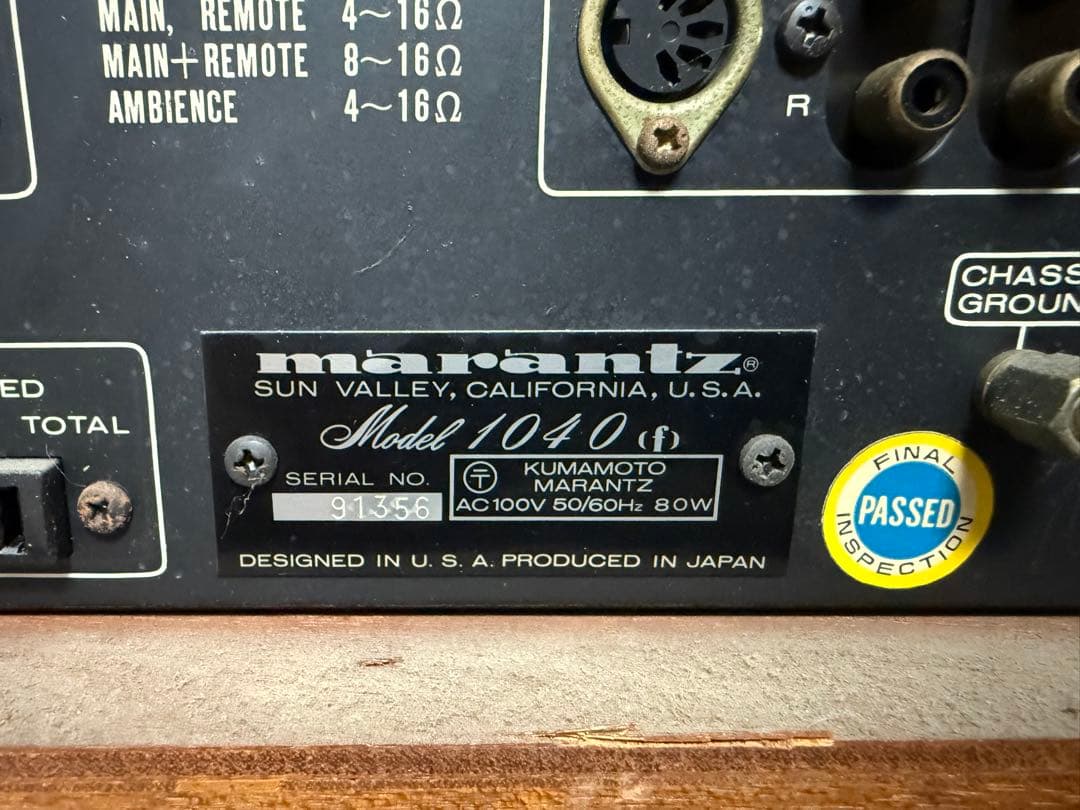 MAIN, REMOTE 4~16Ω
MAIN+REMOTE 8~16Ω
AMBIENCE 4~16Ω
R
CHASS
GROUN
ED
TOTAL
marantz®
SUN VALLEY, CALIFORNIA, U.S.A.
Model 1040 (f)
SERIAL NO.
91356
T
KUMAMOTO
MARANTZ
AC100V 50/60Hz 80W
DESIGNED IN U.S.A. PRODUCED IN JAPAN
FINAL
PASSED
INSPECTION